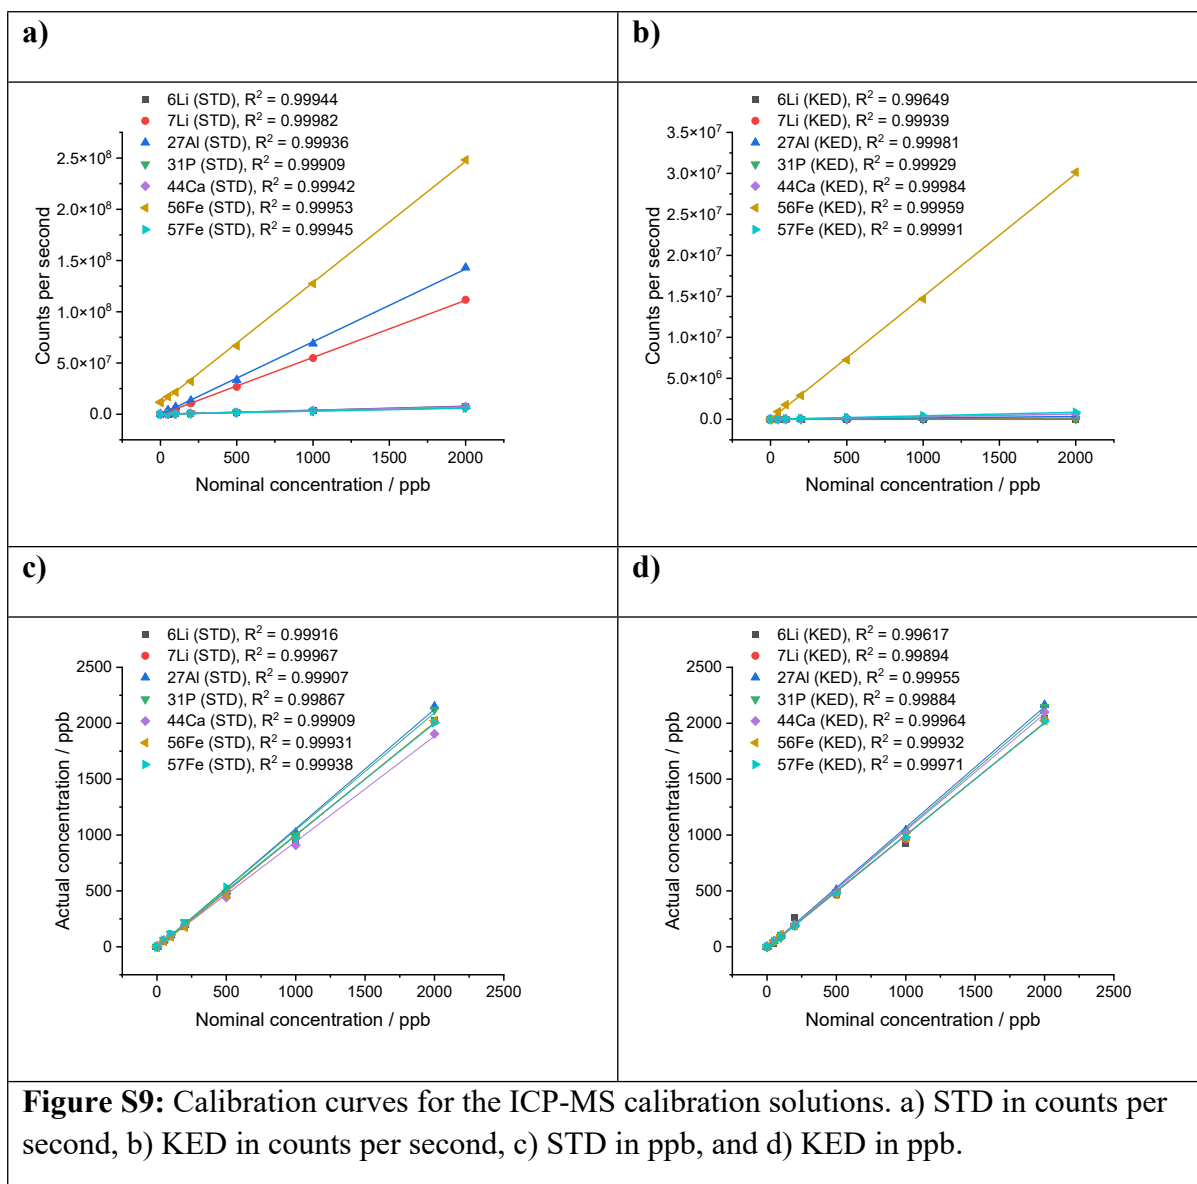 a)
b)
6Li (STD), R² = 0.99944
7Li (STD), R² = 0.99982
27Al (STD), R² = 0.99936
31P (STD), R² = 0.99909
44Ca (STD), R² = 0.99942
56Fe (STD), R² = 0.99953
57Fe (STD), R² = 0.99945
2.5×10⁸
2.0×10⁸
1.5×10⁸
1.0×10⁸
5.0×10⁷
0.0
Counts per second
0 500 1000 1500 2000
Nominal concentration / ppb
6Li (KED), R² = 0.99649
7Li (KED), R² = 0.99939
27Al (KED), R² = 0.99981
31P (KED), R² = 0.99929
44Ca (KED), R² = 0.99984
56Fe (KED), R² = 0.99959
57Fe (KED), R² = 0.99991
3.5×10⁷
3.0×10⁷
2.5×10⁷
2.0×10⁷
1.5×10⁷
1.0×10⁷
5.0×10⁶
0.0
Counts per second
0 500 1000 1500 2000
Nominal concentration / ppb
c)
d)
6Li (STD), R² = 0.99916
7Li (STD), R² = 0.99967
27Al (STD), R² = 0.99907
31P (STD), R² = 0.99867
44Ca (STD), R² = 0.99909
56Fe (STD), R² = 0.99931
57Fe (STD), R² = 0.99938
2500
2000
1500
1000
500
0
Actual concentration / ppb
0 500 1000 1500 2000 2500
Nominal concentration / ppb
6Li (KED), R² = 0.99617
7Li (KED), R² = 0.99894
27Al (KED), R² = 0.99955
31P (KED), R² = 0.99884
44Ca (KED), R² = 0.99964
56Fe (KED), R² = 0.99932
57Fe (KED), R² = 0.99971
2500
2000
1500
1000
500
0
Actual concentration / ppb
0 500 1000 1500 2000 2500
Nominal concentration / ppb
Figure S9: Calibration curves for the ICP-MS calibration solutions. a) STD in counts per
second, b) KED in counts per second, c) STD in ppb, and d) KED in ppb.